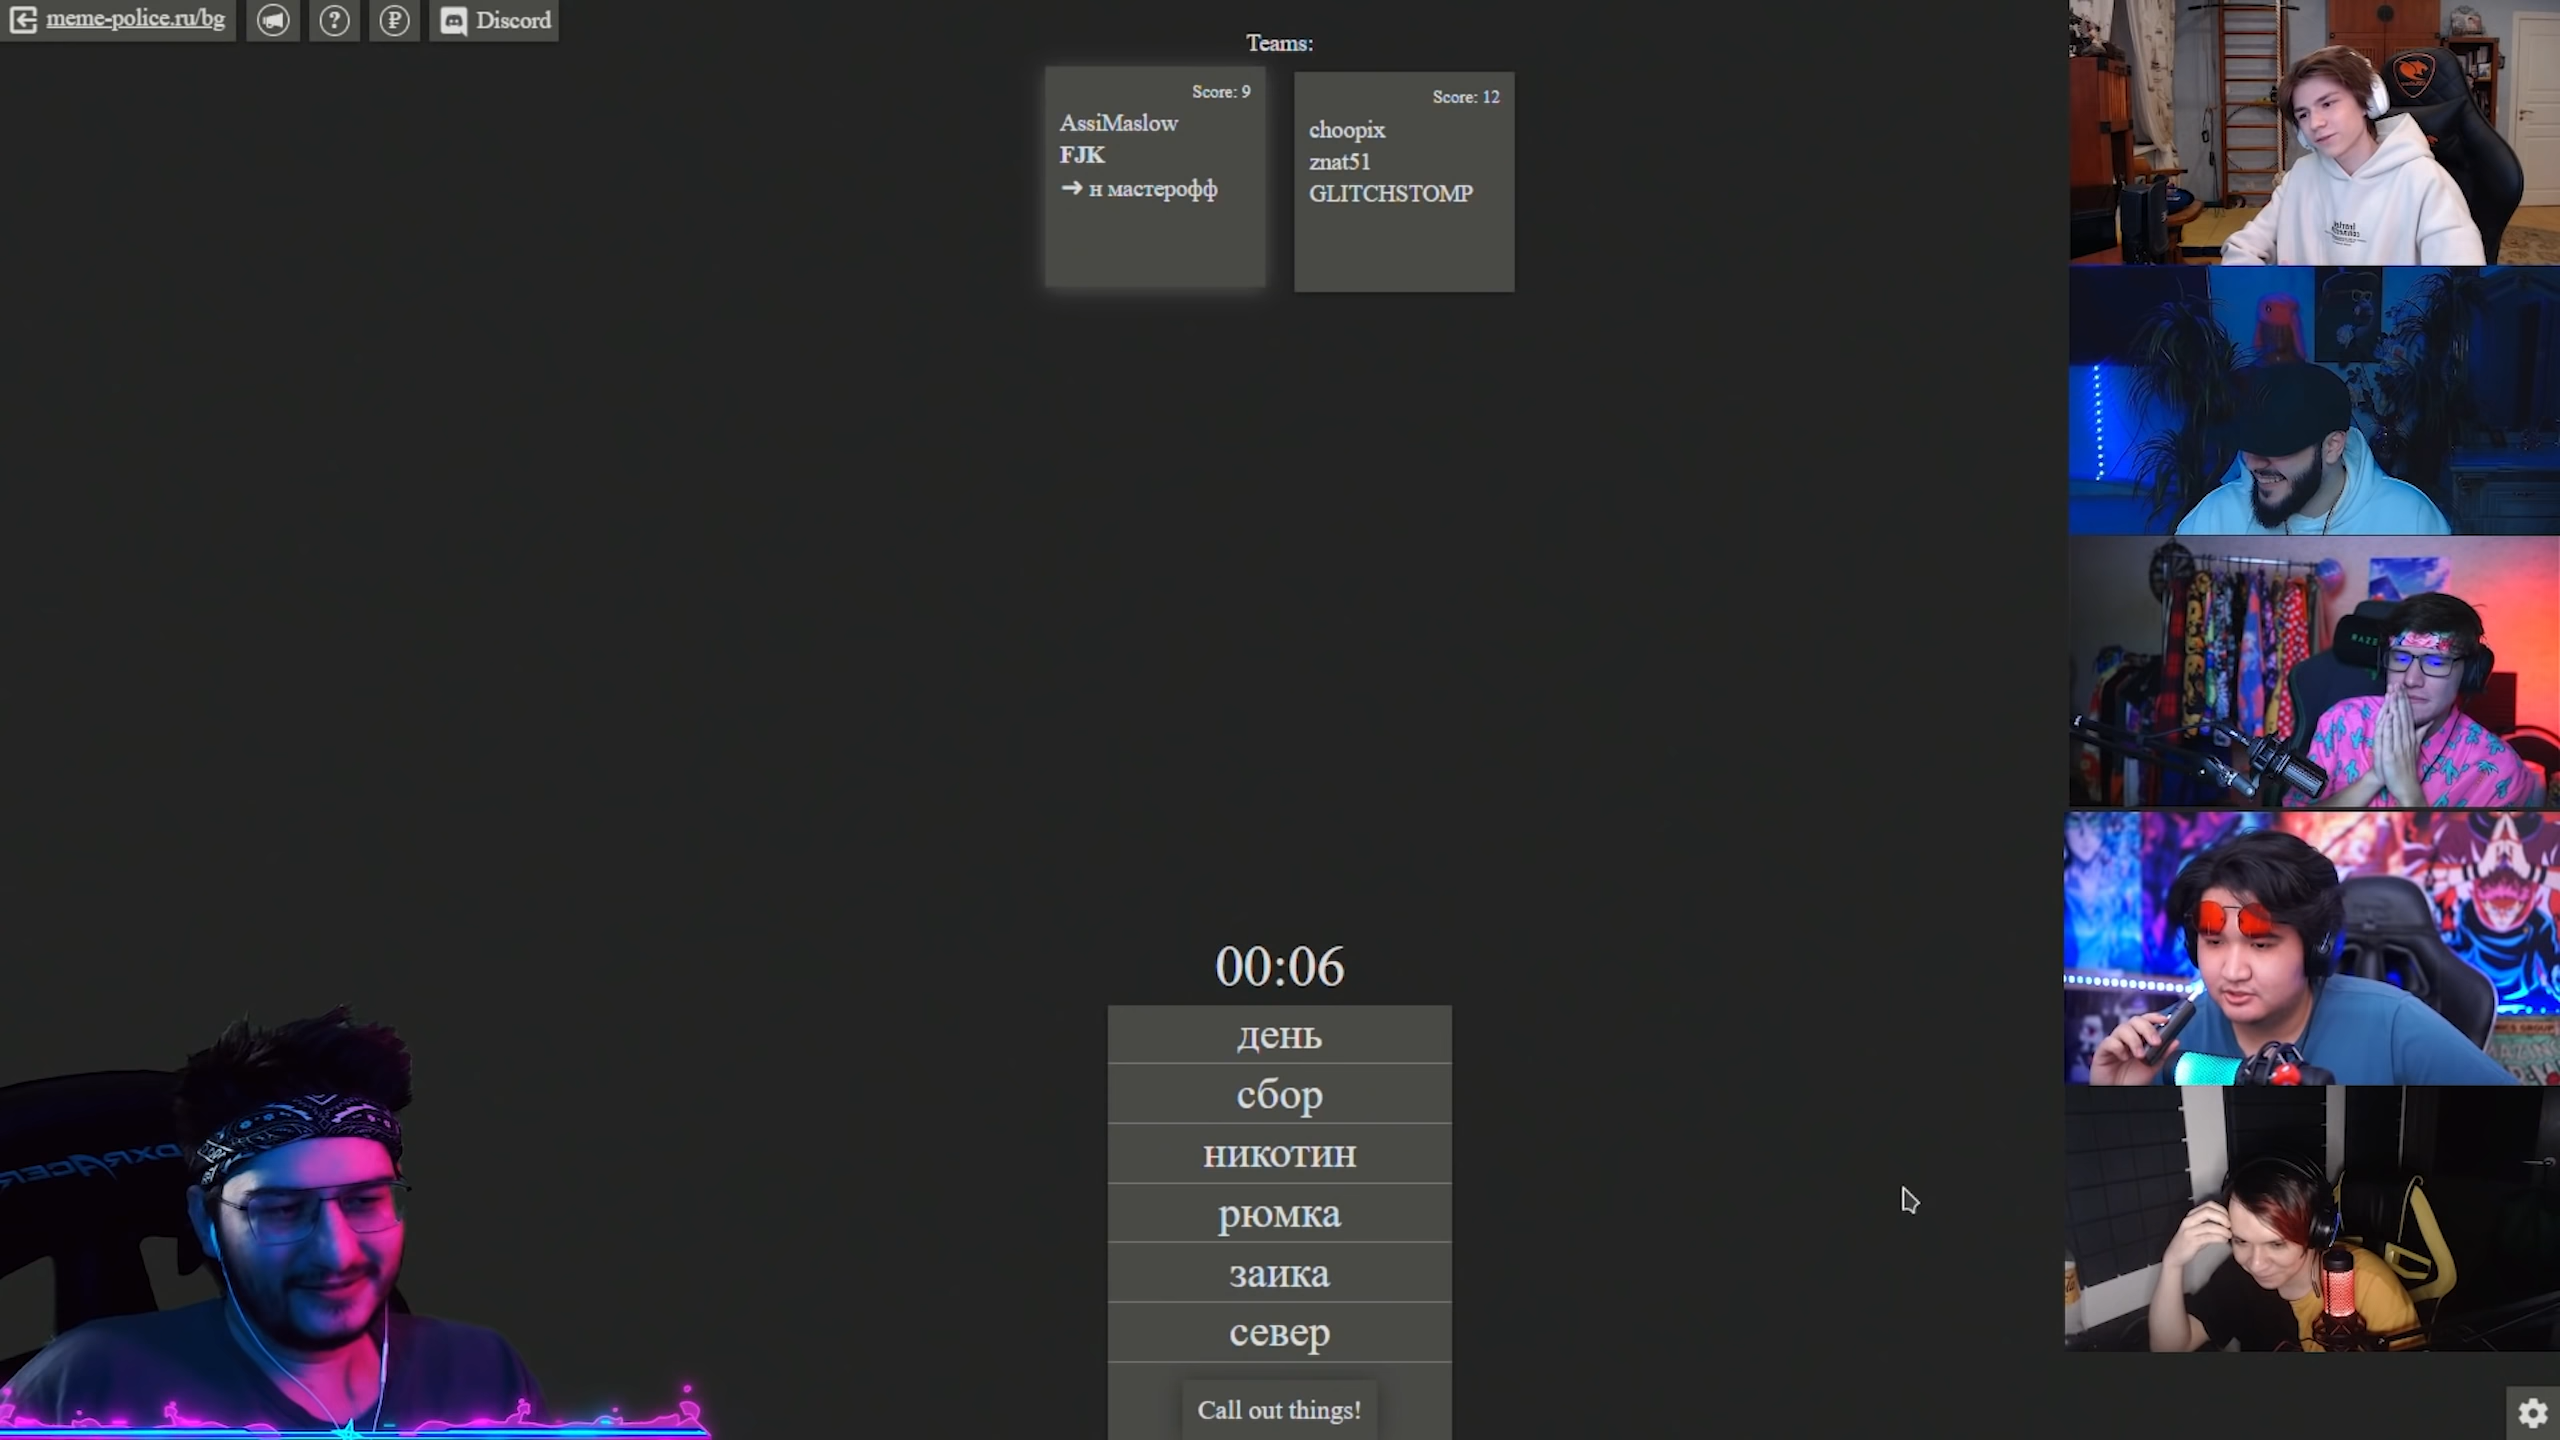 meme-police.ru/bg
Discord
Teams:
Score: 9
AssiMaslow
FJK
→ н мастерофф
Score: 12
choopix
znat51
GLITCHSTOMP
00:06
день
сбор
никотин
рюмка
заика
север
Call out things!